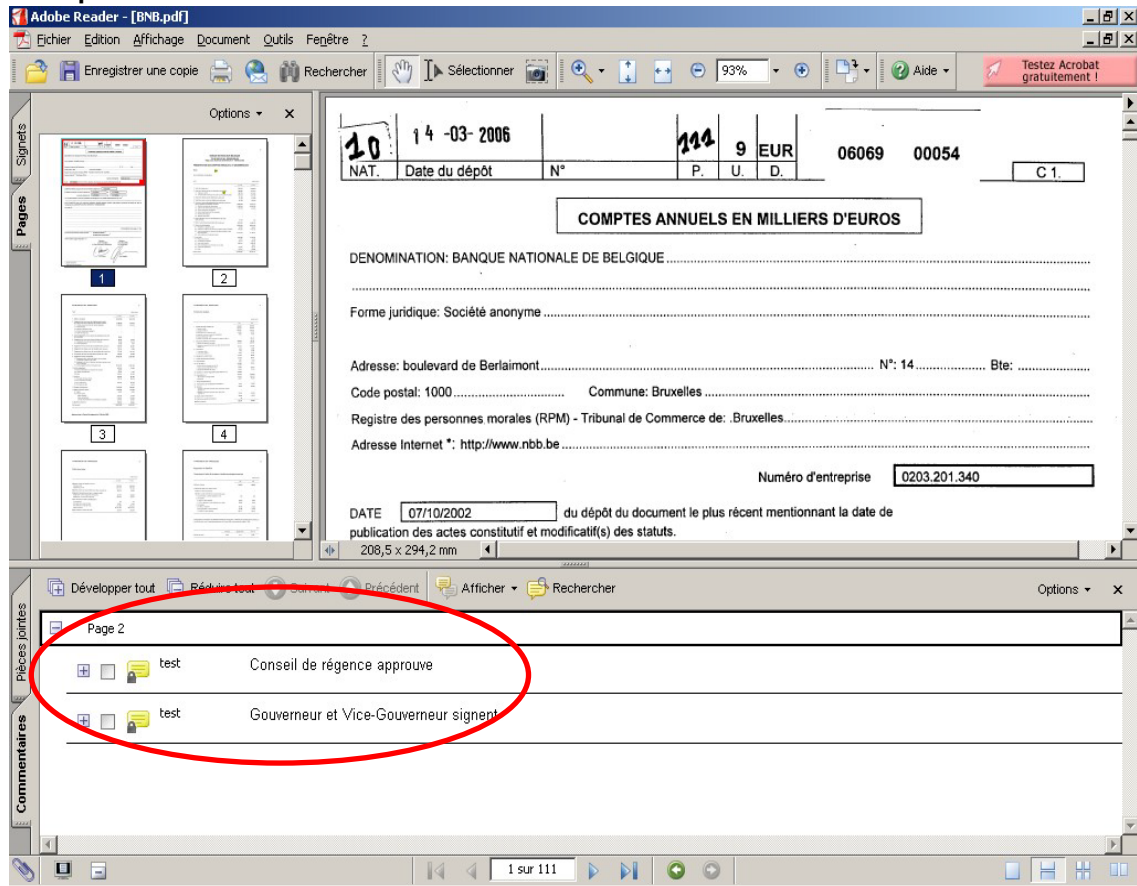 Adobe Reader - [BNB.pdf]
Fichier Edition Affichage Document Outils Fenêtre ?
Enregistrer une copie Rechercher Sélectionner 93% Aide Testez Acrobat gratuitement !
Signets
Pages
Options x
1
2
3
4
10 14 -03- 2006 111 9 EUR 06069 00054
NAT. Date du dépôt N° P. U. D. C 1.
COMPTES ANNUELS EN MILLIERS D'EUROS
DENOMINATION: BANQUE NATIONALE DE BELGIQUE
Forme juridique: Société anonyme
Adresse: boulevard de Berlaimont N°: 14 Bte:
Code postal: 1000 Commune: Bruxelles
Registre des personnes morales (RPM) - Tribunal de Commerce de: .Bruxelles
Adresse Internet *: http://www.nbb.be
Numéro d'entreprise 0203.201.340
DATE 07/10/2002 du dépôt du document le plus récent mentionnant la date de
publication des actes constitutif et modificatif(s) des statuts.
208,5 x 294,2 mm
Développer tout Réduire tout Suivant Précédent Afficher Rechercher Options x
Pièces jointes
Commentaires
Page 2
test Conseil de régence approuve
test Gouverneur et Vice-Gouverneur signent
1 sur 111